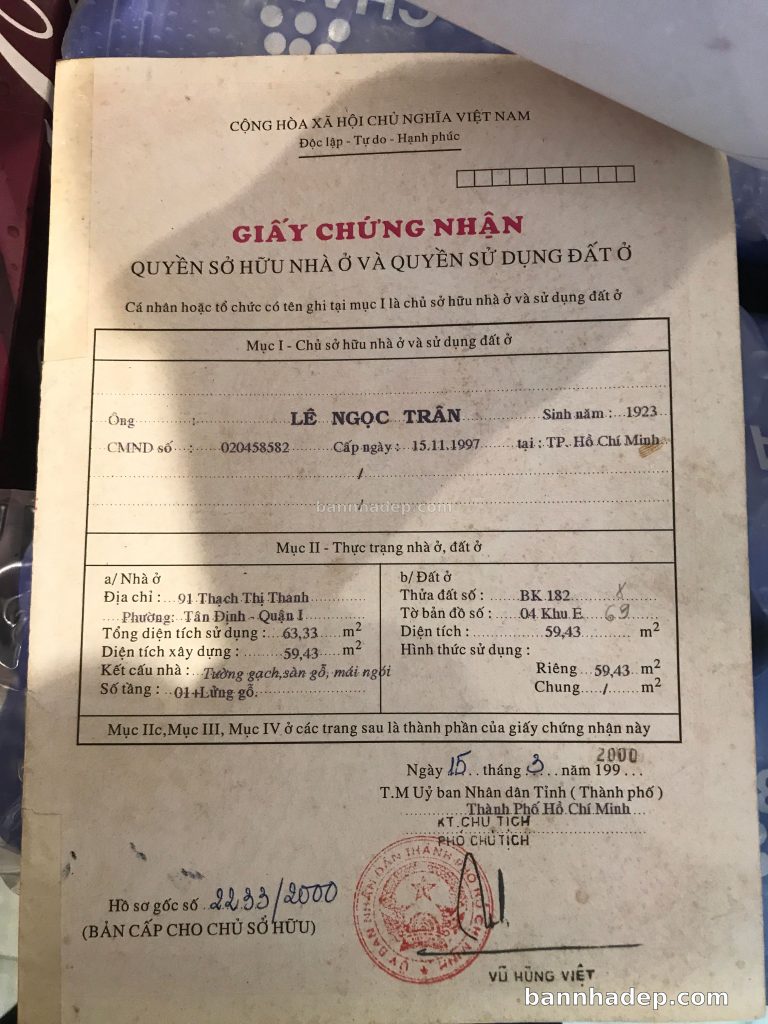 CỘNG HÒA XÃ HỘI CHỦ NGHĨA VIỆT NAM
Độc lập - Tự do - Hạnh phúc
GIẤY CHỨNG NHẬN
QUYỀN SỞ HỮU NHÀ Ở VÀ QUYỀN SỬ DỤNG ĐẤT Ở
Cá nhân hoặc tổ chức có tên ghi tại mục I là chủ sở hữu nhà ở và sử dụng đất ở
Mục I - Chủ sở hữu nhà ở và sử dụng đất ở
Ông : LÊ NGỌC TRÂN Sinh năm : 1923
CMND số : 020458582 Cấp ngày : 15.11.1997 tại : TP. Hồ Chí Minh
/
/
bannhadep.com
Mục II - Thực trạng nhà ở, đất ở
a/ Nhà ở
Địa chỉ : 91 Thạch Thị Thanh
Phường: Tân Định - Quận I
Tổng diện tích sử dụng : 63,33 m2
Diện tích xây dựng : 59,43 m2
Kết cấu nhà : Tường gạch,sàn gỗ, mái ngói
Số tầng : 01+Lửng gỗ.
b/ Đất ở
Thửa đất số : BK 182 8
Tờ bản đồ số : 04 Khu E 69
Diện tích : 59,43 m2
Hình thức sử dụng :
Riêng 59,43 m2
Chung / m2
Mục IIc,Mục III, Mục IV ở các trang sau là thành phần của giấy chứng nhận này
Ngày 15 tháng 3 năm 199 2000
T.M Uỷ ban Nhân dân Tỉnh ( Thành phố )
Thành Phố Hồ Chí Minh
KT.CHỦ TỊCH
PHÓ CHỦ TỊCH
ỦY BAN NHÂN DÂN THÀNH PHỐ HỒ CHÍ MINH
Hồ sơ gốc số 2233/2000
(BẢN CẤP CHO CHỦ SỞ HỮU)
VŨ HÙNG VIỆT
bannhadep.com